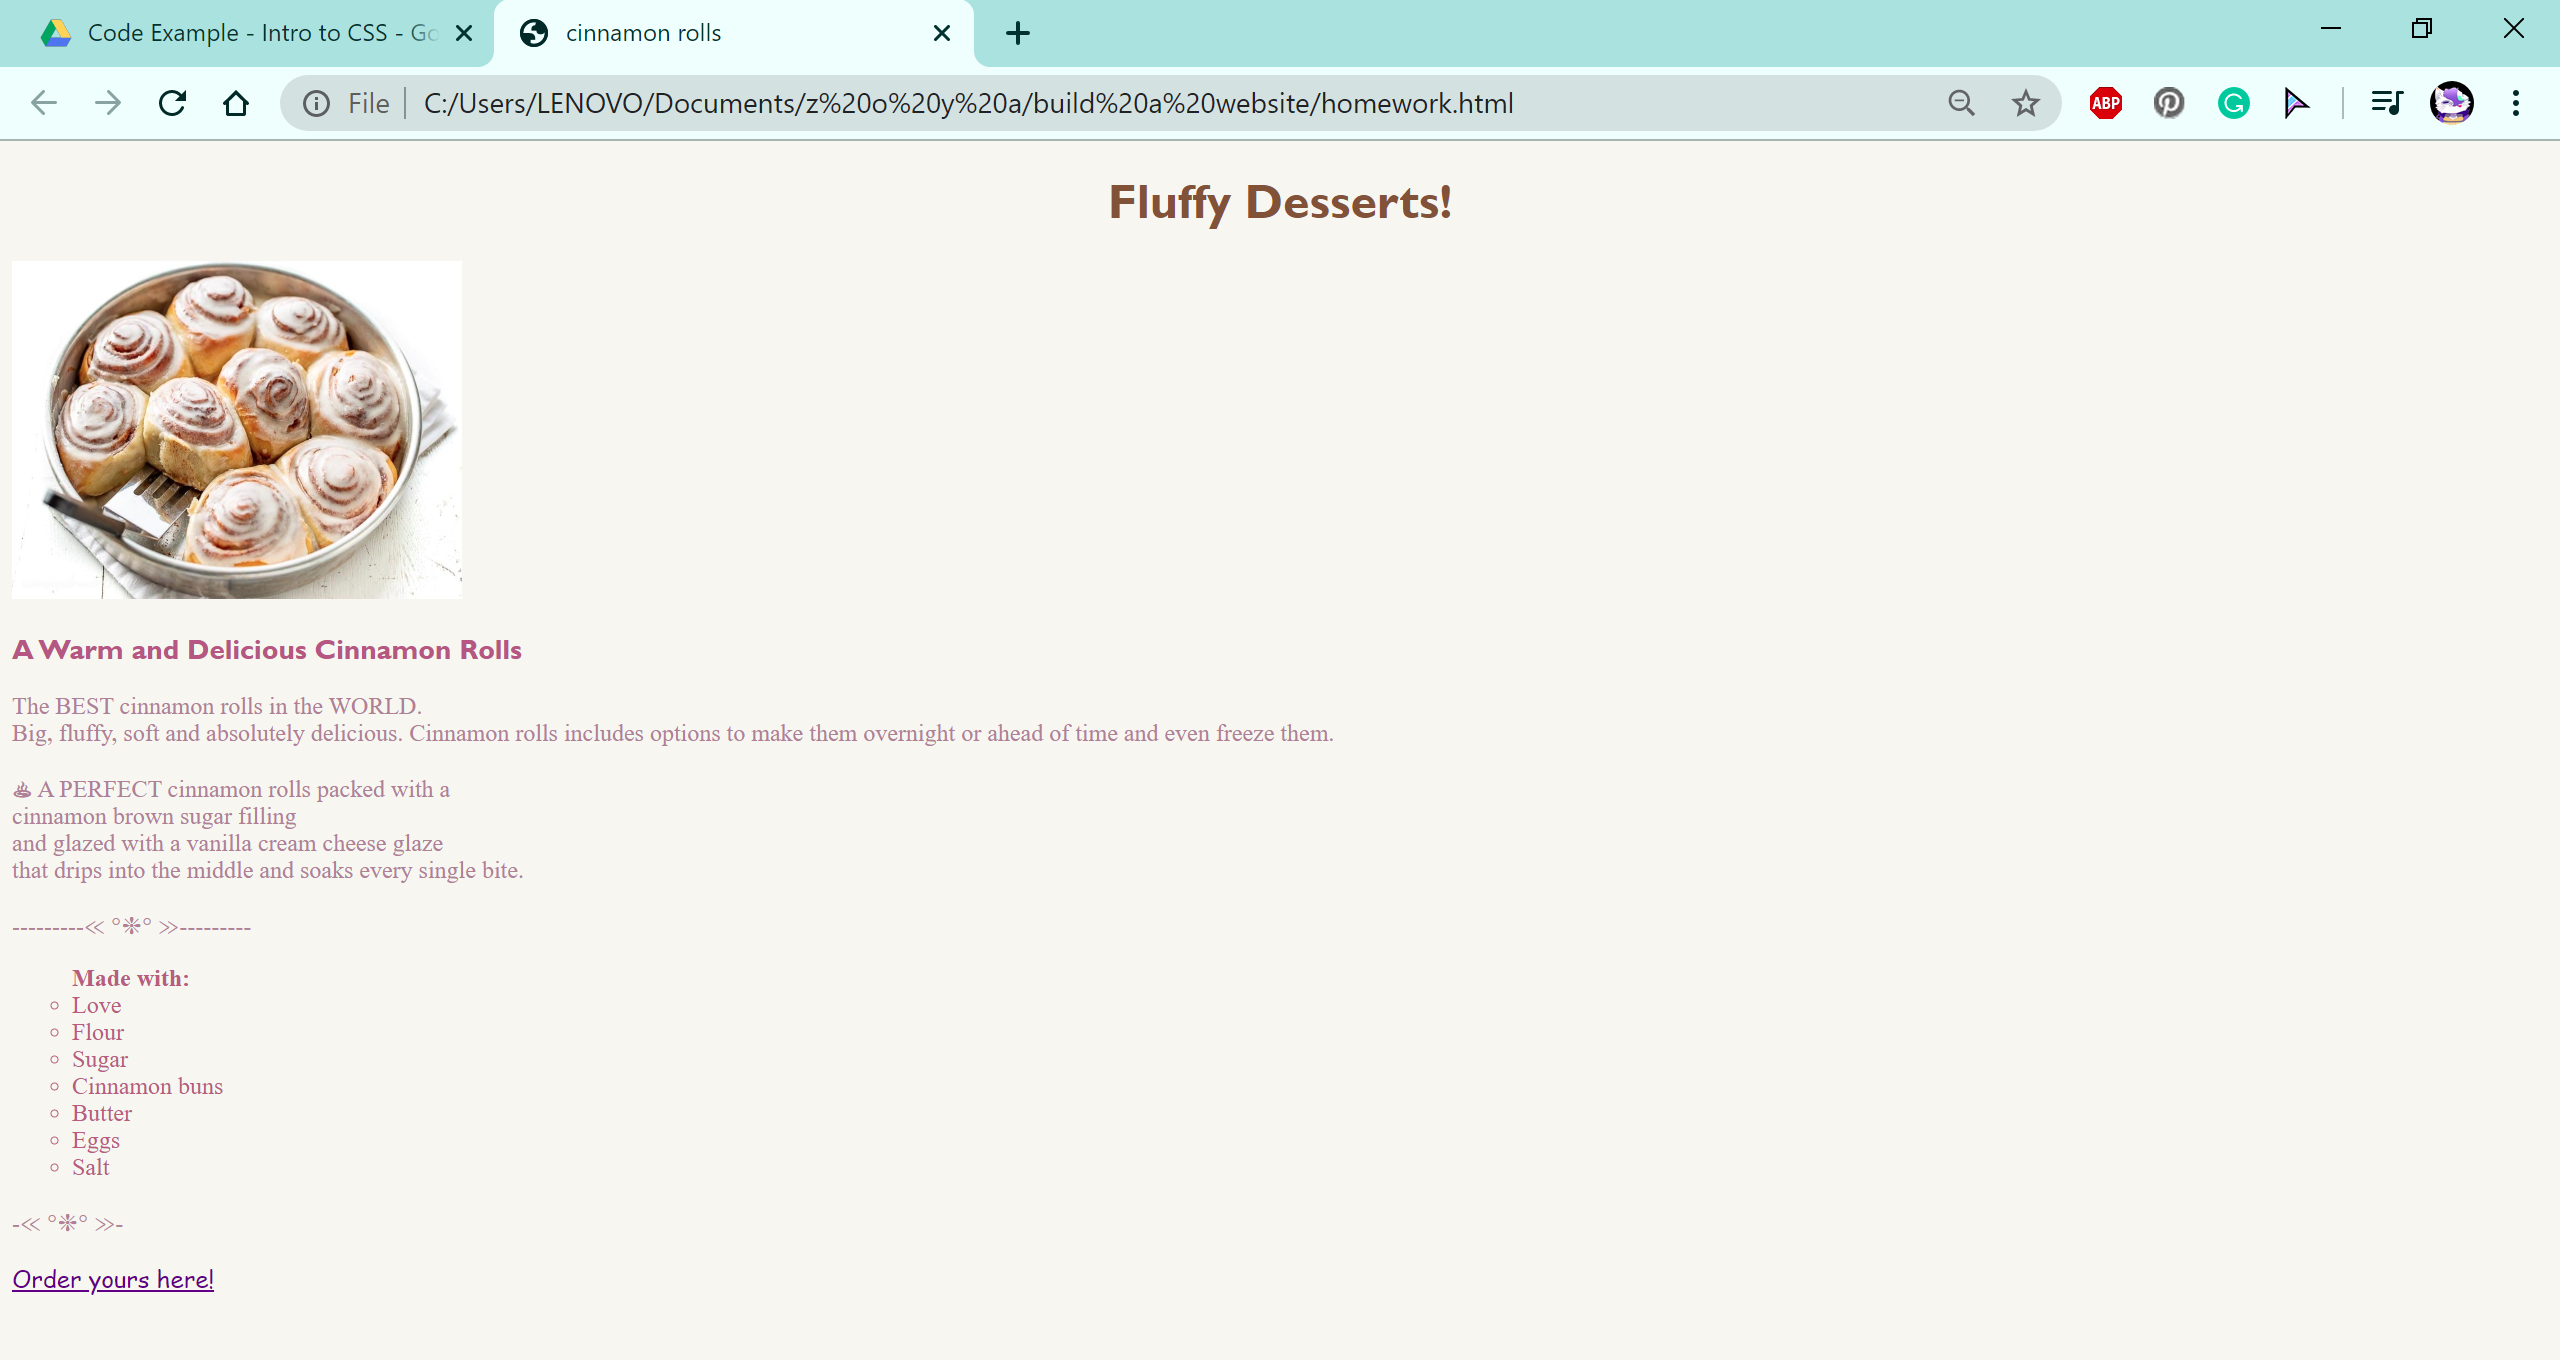 Code Example - Intro to CSS - Go
cinnamon rolls
File
C:/Users/LENOVO/Documents/z%20o%20y%20a/build%20a%20website/homework.html
ABP
Fluffy Desserts!
A Warm and Delicious Cinnamon Rolls
The BEST cinnamon rolls in the WORLD.
Big, fluffy, soft and absolutely delicious. Cinnamon rolls includes options to make them overnight or ahead of time and even freeze them.
♨ A PERFECT cinnamon rolls packed with a
cinnamon brown sugar filling
and glazed with a vanilla cream cheese glaze
that drips into the middle and soaks every single bite.
---------≪ °❈° ≫---------
Made with:
◦ Love
◦ Flour
◦ Sugar
◦ Cinnamon buns
◦ Butter
◦ Eggs
◦ Salt
-≪ °❈° ≫-
Order yours here!